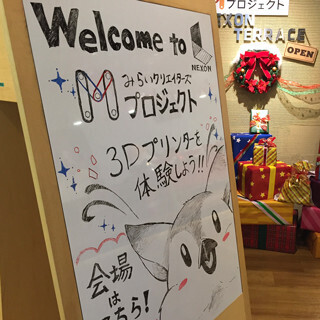 Welcome to
NEXON
みらいクリエイターズ
プロジェクト
3Dプリンターを
体験しよう!!
会場
は
こちら!
プロジェクト
NEXON
TERRACE
OPEN